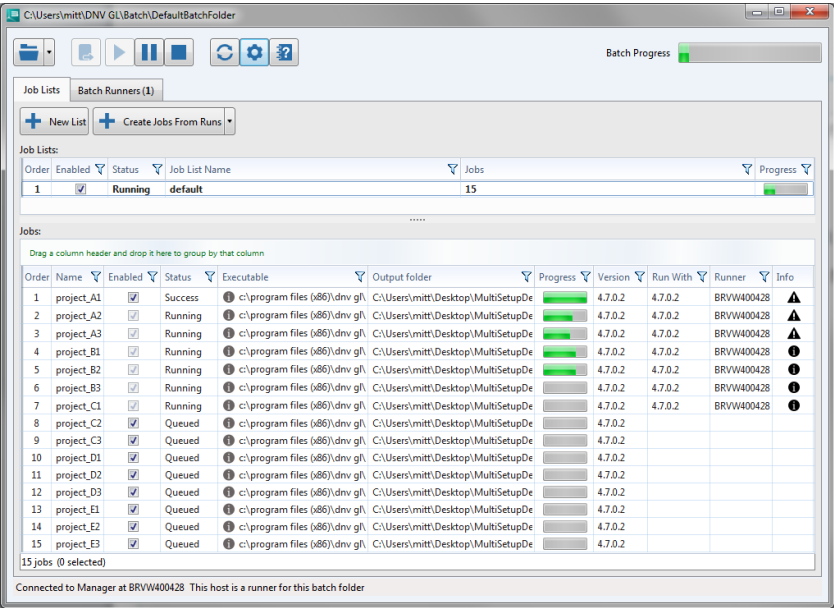 C:\Users\mitt\DNV GL\Batch\DefaultBatchFolder
Batch Progress
Job Lists Batch Runners (1)
New List Create Jobs From Runs
Job Lists:
Order Enabled Status Job List Name Jobs Progress
1 Running default 15
Jobs:
Drag a column header and drop it here to group by that column
Order Name Enabled Status Executable Output folder Progress Version Run With Runner Info
1 project_A1 Success c:\program files (x86)\dnv gl\ C:\Users\mitt\Desktop\MultiSetupDe 4.7.0.2 4.7.0.2 BRVW400428
2 project_A2 Running c:\program files (x86)\dnv gl\ C:\Users\mitt\Desktop\MultiSetupDe 4.7.0.2 4.7.0.2 BRVW400428
3 project_A3 Running c:\program files (x86)\dnv gl\ C:\Users\mitt\Desktop\MultiSetupDe 4.7.0.2 4.7.0.2 BRVW400428
4 project_B1 Running c:\program files (x86)\dnv gl\ C:\Users\mitt\Desktop\MultiSetupDe 4.7.0.2 4.7.0.2 BRVW400428
5 project_B2 Running c:\program files (x86)\dnv gl\ C:\Users\mitt\Desktop\MultiSetupDe 4.7.0.2 4.7.0.2 BRVW400428
6 project_B3 Running c:\program files (x86)\dnv gl\ C:\Users\mitt\Desktop\MultiSetupDe 4.7.0.2 4.7.0.2 BRVW400428
7 project_C1 Running c:\program files (x86)\dnv gl\ C:\Users\mitt\Desktop\MultiSetupDe 4.7.0.2 4.7.0.2 BRVW400428
8 project_C2 Queued c:\program files (x86)\dnv gl\ C:\Users\mitt\Desktop\MultiSetupDe 4.7.0.2
9 project_C3 Queued c:\program files (x86)\dnv gl\ C:\Users\mitt\Desktop\MultiSetupDe 4.7.0.2
10 project_D1 Queued c:\program files (x86)\dnv gl\ C:\Users\mitt\Desktop\MultiSetupDe 4.7.0.2
11 project_D2 Queued c:\program files (x86)\dnv gl\ C:\Users\mitt\Desktop\MultiSetupDe 4.7.0.2
12 project_D3 Queued c:\program files (x86)\dnv gl\ C:\Users\mitt\Desktop\MultiSetupDe 4.7.0.2
13 project_E1 Queued c:\program files (x86)\dnv gl\ C:\Users\mitt\Desktop\MultiSetupDe 4.7.0.2
14 project_E2 Queued c:\program files (x86)\dnv gl\ C:\Users\mitt\Desktop\MultiSetupDe 4.7.0.2
15 project_E3 Queued c:\program files (x86)\dnv gl\ C:\Users\mitt\Desktop\MultiSetupDe 4.7.0.2
15 jobs (0 selected)
Connected to Manager at BRVW400428 This host is a runner for this batch folder